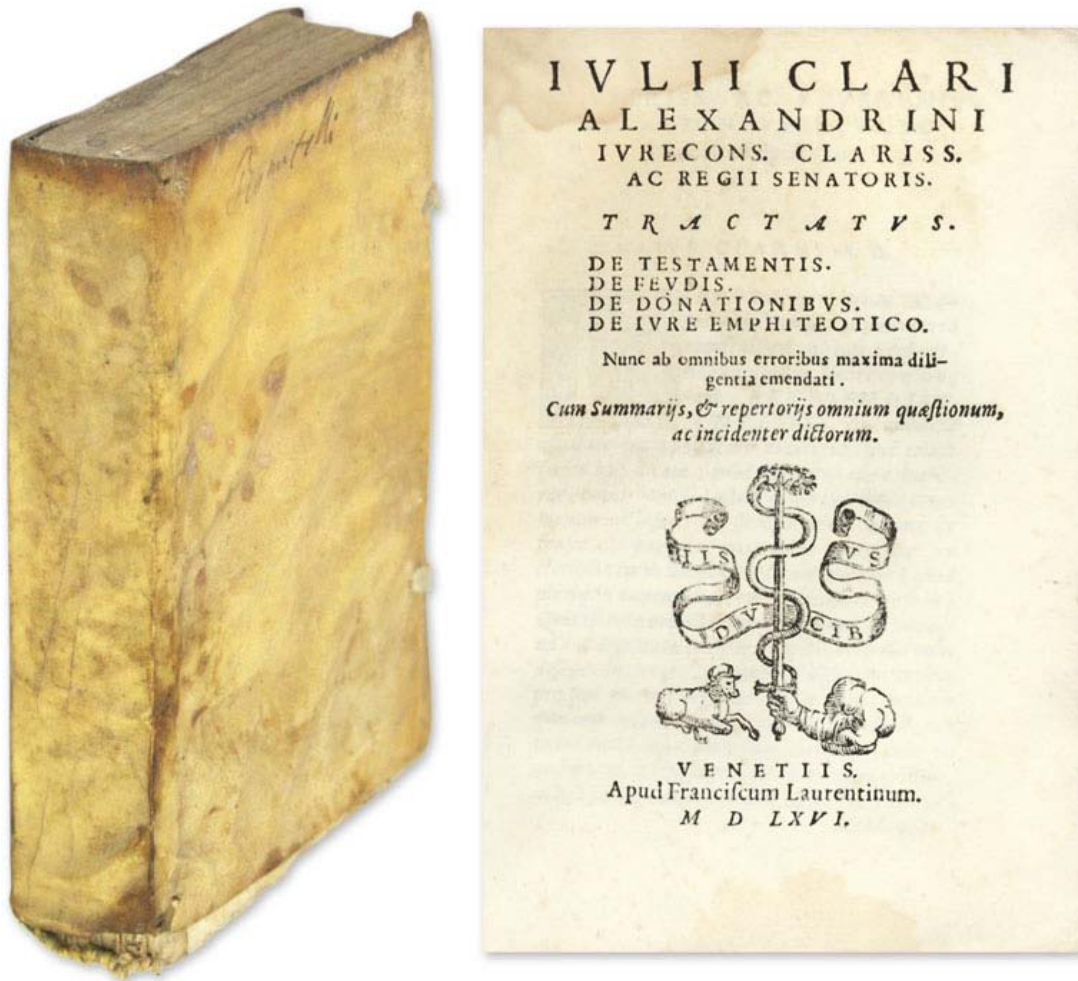 IVLII CLARI
ALEXANDRINI
IVRECONS. CLARISS.
AC REGII SENATORIS.
TRACTATVS.
DE TESTAMENTIS.
DE FEVDIS.
DE DONATIONIBVS.
DE IVRE EMPHITEOTICO.
Nunc ab omnibus erroribus maxima dili-
gentia emendati.
Cum Summarijs, & repertorijs omnium quæſtionum,
ac incidenter dictorum.
HIS DVCIBVS
VENETIIS.
Apud Franciſcum Laurentinum.
M D LXVI.